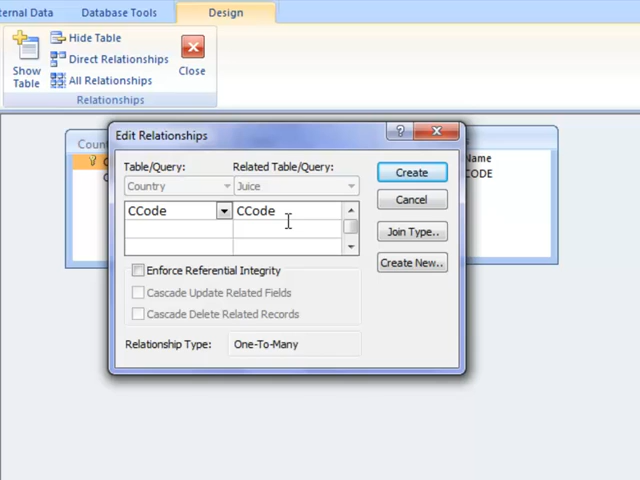 ternal Data Database Tools Design
Hide Table
Direct Relationships
All Relationships
Show Table
Close
Relationships
Edit Relationships
?
Table/Query: Related Table/Query:
Country Juice
CCode CCode
Create
Cancel
Join Type..
Create New..
Enforce Referential Integrity
Cascade Update Related Fields
Cascade Delete Related Records
Relationship Type: One-To-Many
Coun
C
C
s
Name
CODE